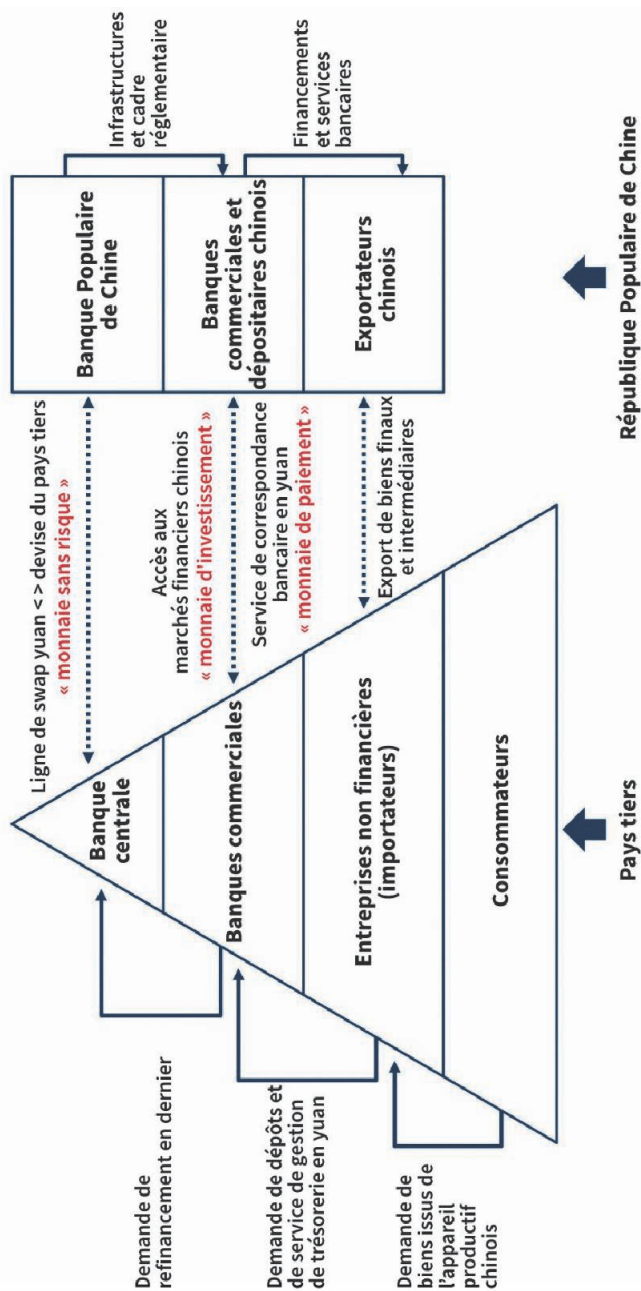 Infrastructures
et cadre
réglementaire
Financements
et services
bancaires
Banque Populaire
de Chine
Banques
commerciales et
dépositaires chinois
Exportateurs
chinois
République Populaire de Chine
Ligne de swap yuan < > devise du pays tiers
« monnaie sans risque »
Accès aux
marchés financiers chinois
« monnaie d'investissement »
Service de correspondance
bancaire en yuan
« monnaie de paiement »
Export de biens finaux
et intermédiaires
Banque
centrale
Banques commerciales
Entreprises non financières
(importateurs)
Consommateurs
Pays tiers
Demande de
refinancement en dernier
Demande de dépôts et
de service de gestion
de trésorerie en yuan
Demande de
biens issus de
l'appareil
productif
chinois